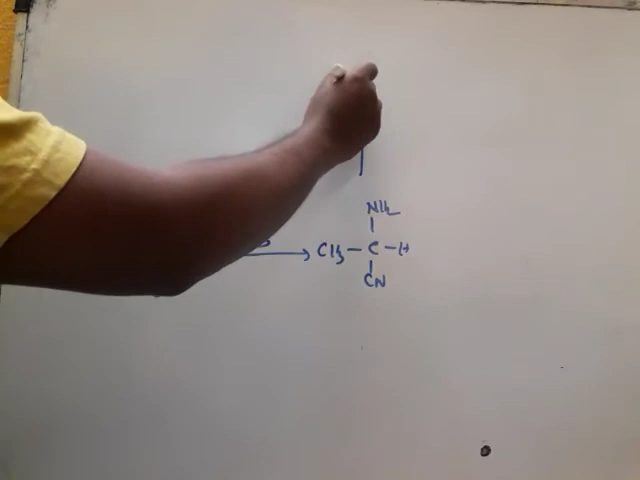 NH2
CH3 — C — H
CN